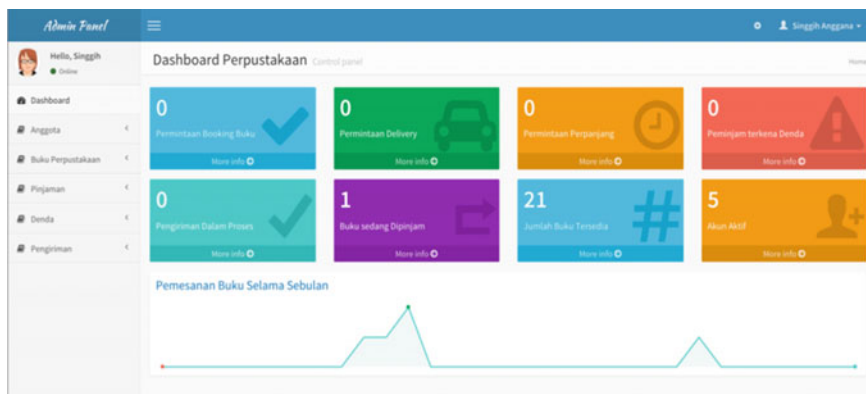 Admin Panel
Singgih Anggana
Hello, Singgih
Online
Dashboard Perpustakaan Control panel
Home
Dashboard
Anggota
Buku Perpustakaan
Pinjaman
Denda
Pengiriman
0
Permintaan Booking Buku
More info
0
Permintaan Delivery
More info
0
Permintaan Perpanjang
More info
0
Peminjam terkena Denda
More info
0
Pengiriman Dalam Proses
More info
1
Buku sedang Dipinjam
More info
21
Jumlah Buku Tersedia
More info
5
Akun Aktif
More info
Pemesanan Buku Selama Sebulan